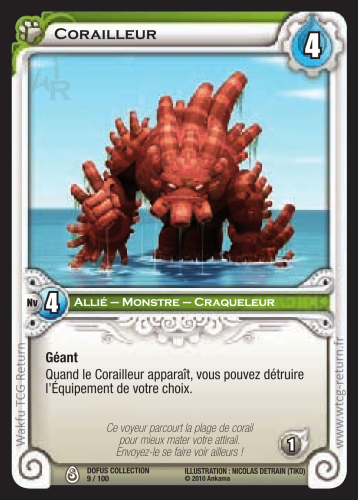 Corailleur
4
Nv 4 Allié – Monstre – Craqueleur
Géant
Quand le Corailleur apparaît, vous pouvez détruire
l'Équipement de votre choix.
Ce voyeur parcourt la plage de corail
pour mieux mater votre attirail.
Envoyez-le se faire voir ailleurs !
1
DOFUS COLLECTION
9 / 100
ILLUSTRATION : NICOLAS DETRAIN (TIKO)
© 2010 Ankama
Wakfu TCG Return
www.wtcg-return.fr